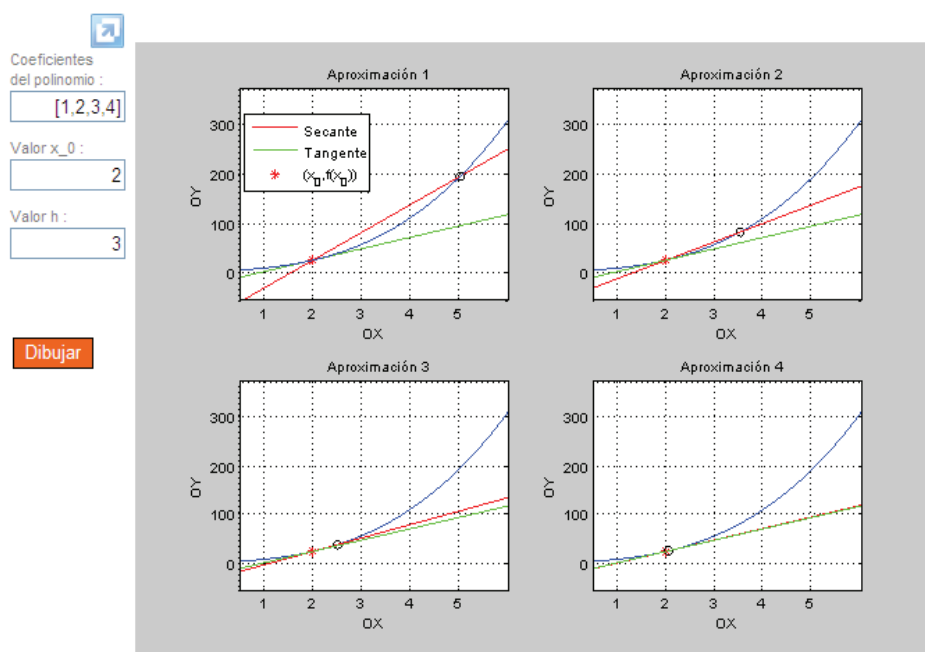 Coeficientes
del polinomio :
[1,2,3,4]
Valor x_0 :
2
Valor h :
3
Dibujar
Aproximación 1
300
200
100
0
OY
1 2 3 4 5
OX
Secante
Tangente
(x₀,f(x₀))
Aproximación 2
300
200
100
0
OY
1 2 3 4 5
OX
Aproximación 3
300
200
100
0
OY
1 2 3 4 5
OX
Aproximación 4
300
200
100
0
OY
1 2 3 4 5
OX